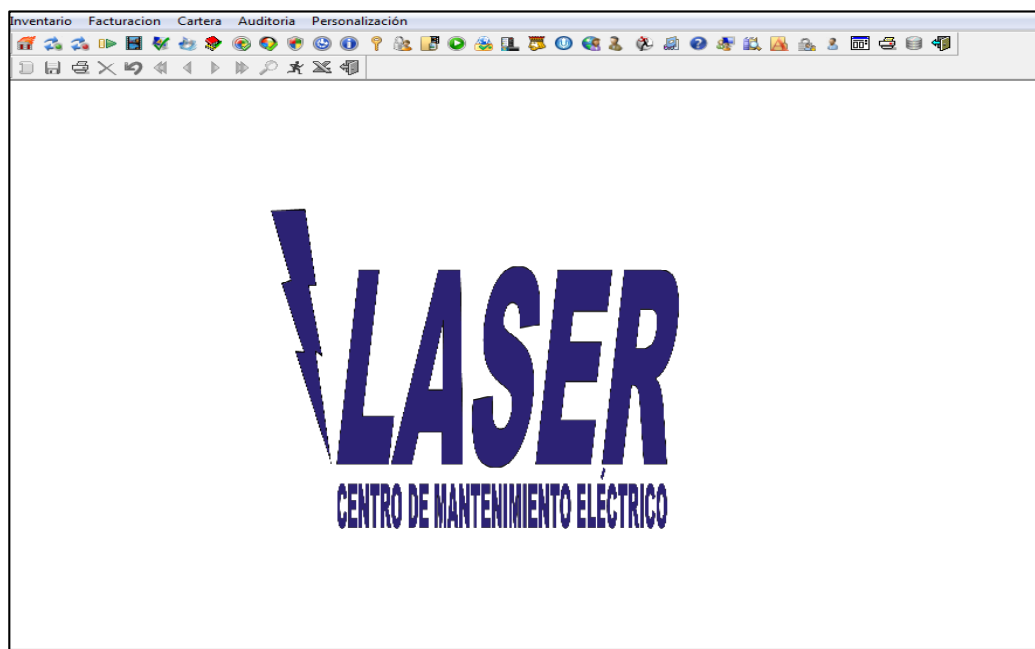 Inventario Facturacion Cartera Auditoria Personalización
LASER
CENTRO DE MANTENIMIENTO ELÉCTRICO